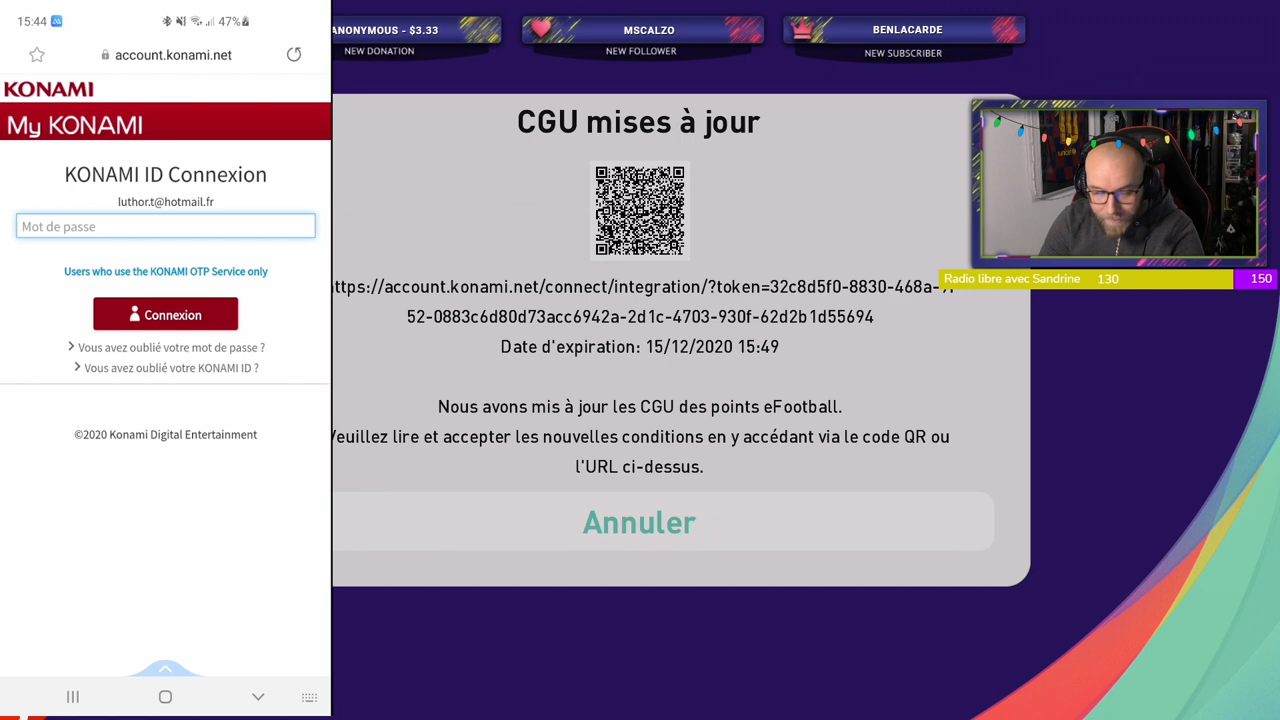 15:44
47%
account.konami.net
KONAMI
My KONAMI
KONAMI ID Connexion
luthor.t@hotmail.fr
Mot de passe
Users who use the KONAMI OTP Service only
Connexion
Vous avez oublié votre mot de passe ?
Vous avez oublié votre KONAMI ID ?
©2020 Konami Digital Entertainment
ANONYMOUS - $3.33
NEW DONATION
MSCALZO
NEW FOLLOWER
BENLACARDE
NEW SUBSCRIBER
CGU mises à jour
ttps://account.konami.net/connect/integration/?token=32c8d5f0-8830-468a-
52-0883c6d80d73acc6942a-2d1c-4703-930f-62d2b1d55694
Date d'expiration: 15/12/2020 15:49
Nous avons mis à jour les CGU des points eFootball.
Veuillez lire et accepter les nouvelles conditions en y accédant via le code QR ou
l'URL ci-dessus.
Annuler
Radio libre avec Sandrine 130 150